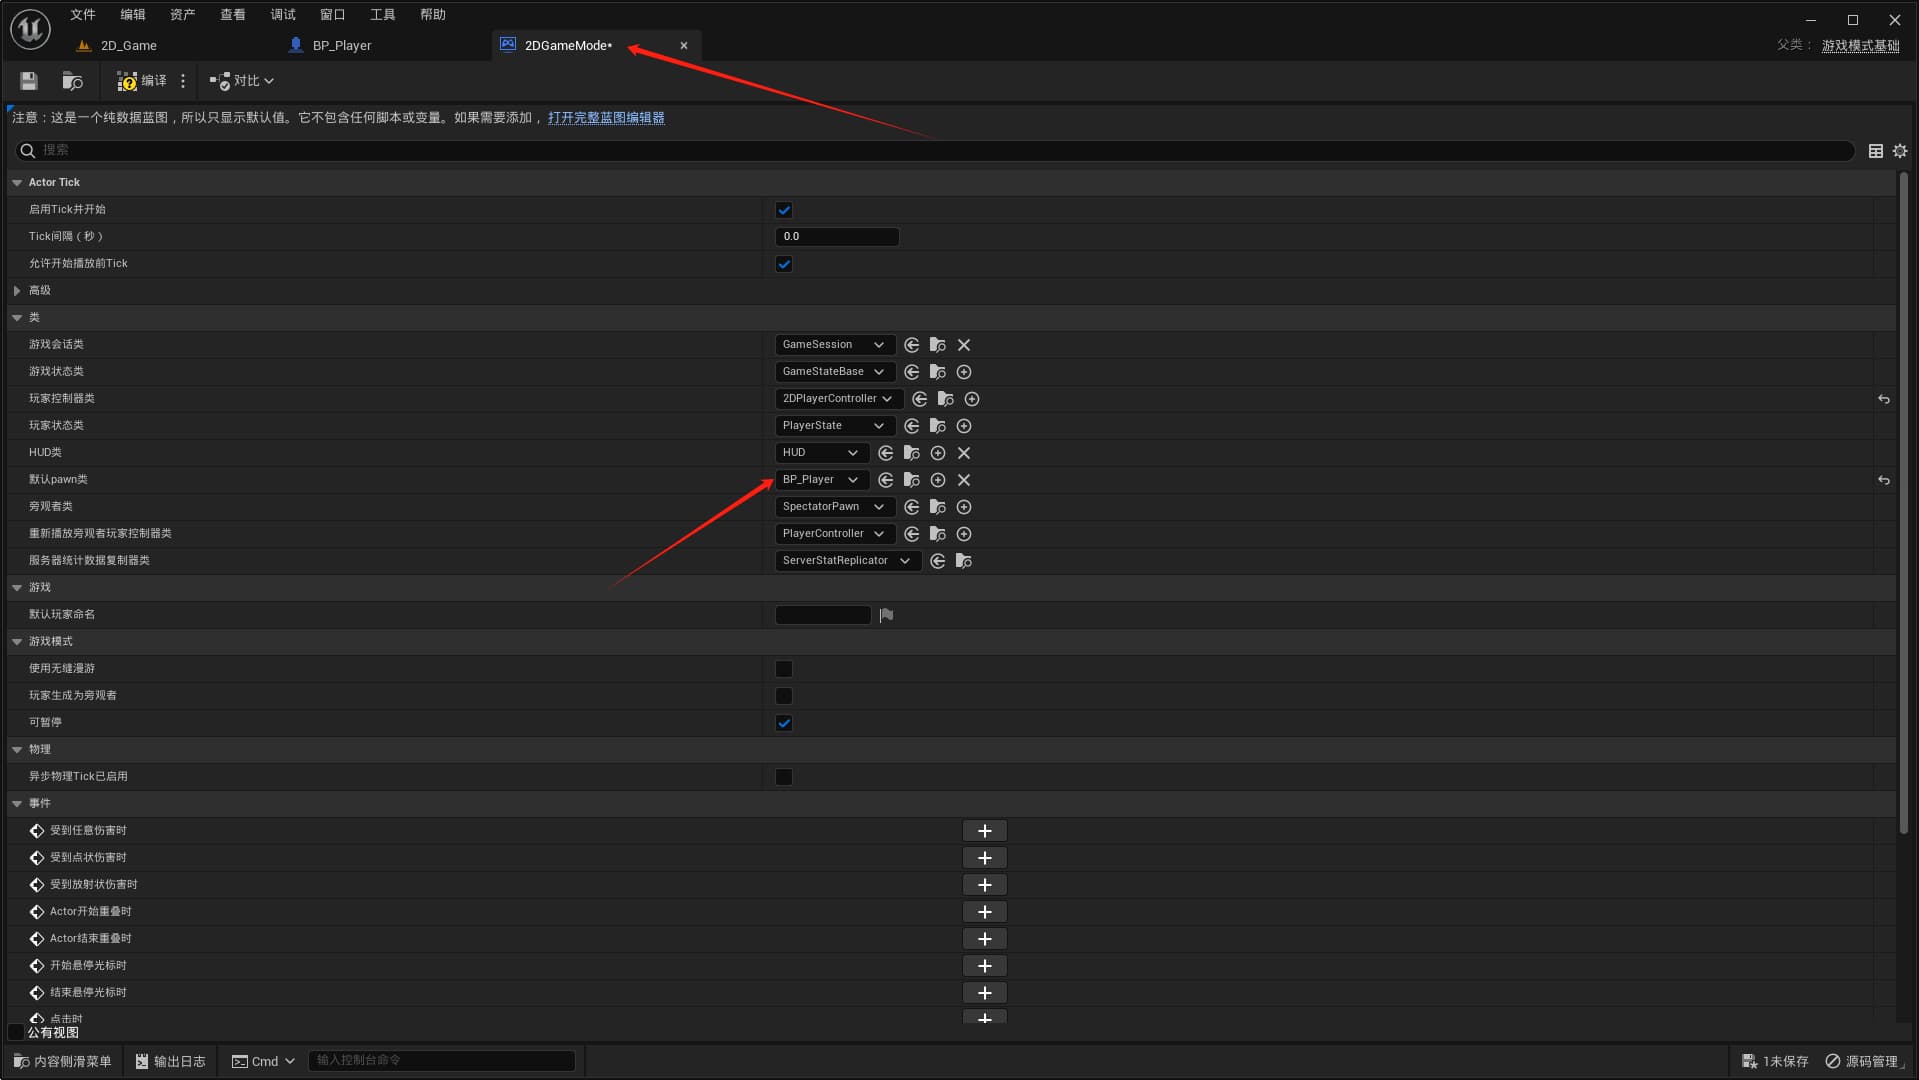 文件 编辑 资产 查看 调试 窗口 工具 帮助
2D_Game BP_Player 2DGameMode* 父类： 游戏模式基础
编译 对比
注意：这是一个纯数据蓝图，所以只显示默认值。它不包含任何脚本或变量。如果需要添加， 打开完整蓝图编辑器
搜索
Actor Tick
启用Tick并开始
Tick间隔（秒） 0.0
允许开始播放前Tick
高级
类
游戏会话类 GameSession
游戏状态类 GameStateBase
玩家控制器类 2DPlayerController
玩家状态类 PlayerState
HUD类 HUD
默认pawn类 BP_Player
旁观者类 SpectatorPawn
重新播放旁观者玩家控制器类 PlayerController
服务器统计数据复制器类 ServerStatReplicator
游戏
默认玩家命名
游戏模式
使用无缝漫游
玩家生成为旁观者
可暂停
物理
异步物理Tick已启用
事件
受到任意伤害时
受到点状伤害时
受到放射状伤害时
Actor开始重叠时
Actor结束重叠时
开始悬停光标时
结束悬停光标时
点击时
公有视图
内容侧滑菜单 输出日志 Cmd 输入控制台命令 1未保存 源码管理